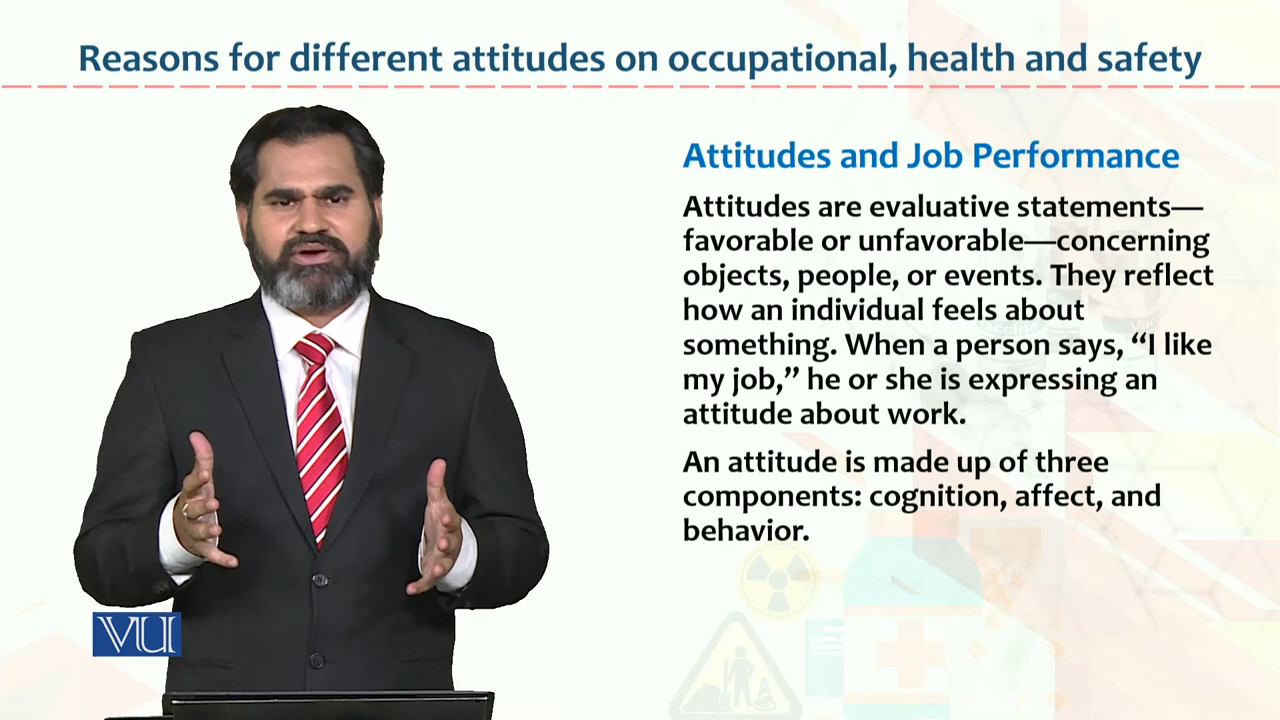 Reasons for different attitudes on occupational, health and safety
Attitudes and Job Performance
Attitudes are evaluative statements—
favorable or unfavorable—concerning
objects, people, or events. They reflect
how an individual feels about
something. When a person says, “I like
my job,” he or she is expressing an
attitude about work.
An attitude is made up of three
components: cognition, affect, and
behavior.
VU